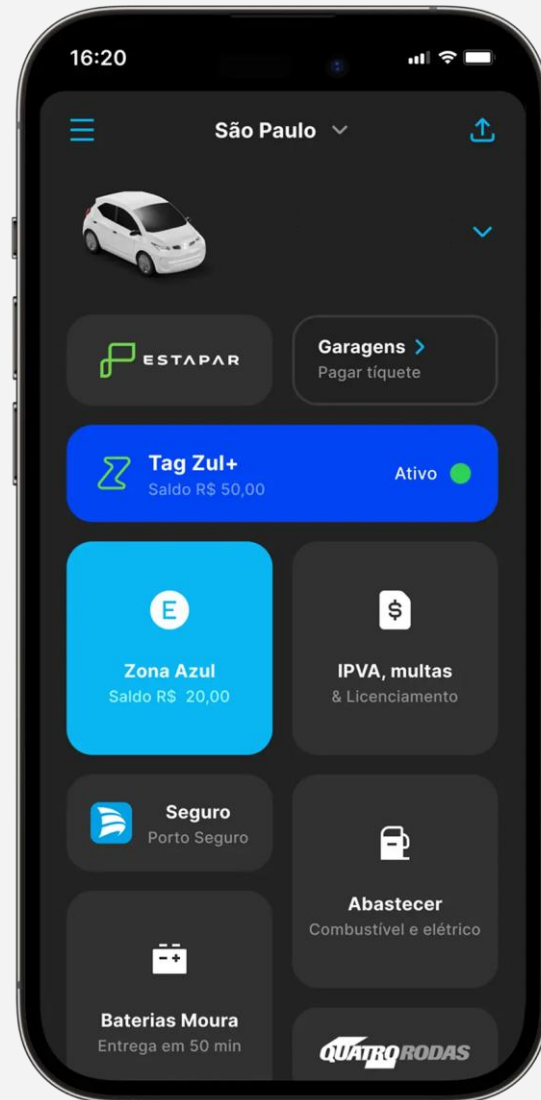 16:20
São Paulo
ESTAPAR
Garagens
Pagar tíquete
Tag Zul+
Saldo R$ 50,00
Ativo
E
Zona Azul
Saldo R$ 20,00
$
IPVA, multas
& Licenciamento
Seguro
Porto Seguro
Abastecer
Combustível e elétrico
Baterias Moura
Entrega em 50 min
QUATRO RODAS